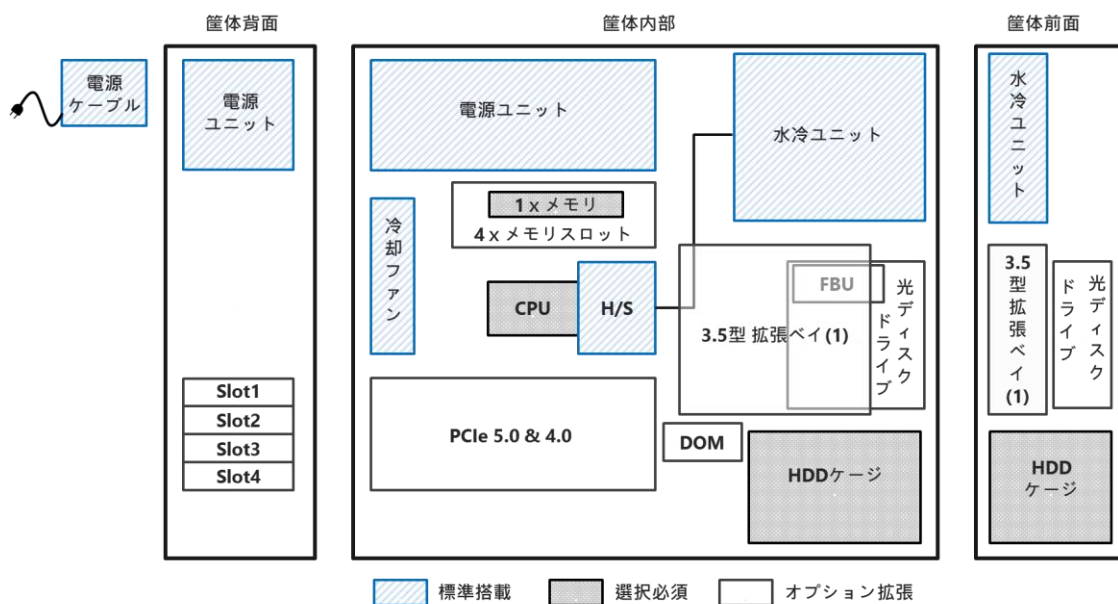 筐体背面
筐体内部
筐体前面
電源
ケーブル
電源
ユニット
電源ユニット
水冷ユニット
水冷ユニット
1 x メモリ
4 x メモリスロット
冷却ファン
CPU
H/S
FBU
3.5型 拡張ベイ(1)
光ディスク
ドライブ
3.5
型拡張ベイ
(1)
光ディスク
ドライブ
Slot1
Slot2
Slot3
Slot4
PCIe 5.0 & 4.0
DOM
HDDケージ
HDD
ケージ
標準搭載
選択必須
オプション拡張